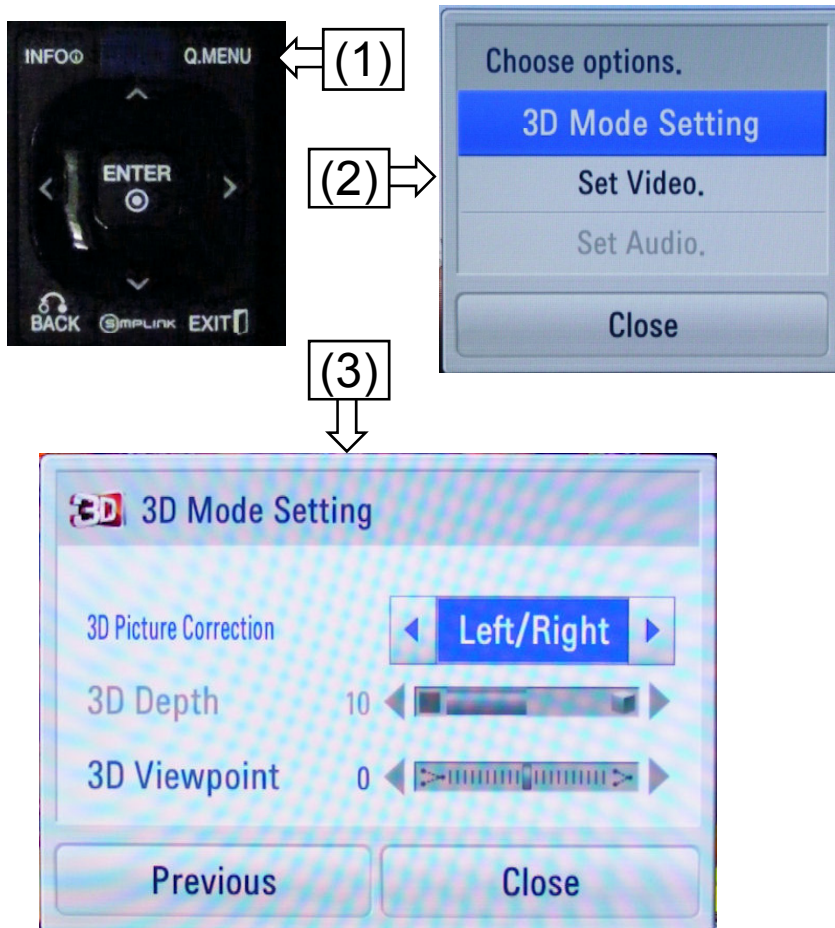 INFOⓘ Q.MENU
(1)
ENTER
BACK SIMPLINK EXIT
Choose options.
3D Mode Setting
Set Video.
Set Audio.
Close
(2)
(3)
3D 3D Mode Setting
3D Picture Correction Left/Right
3D Depth 10
3D Viewpoint 0
Previous Close